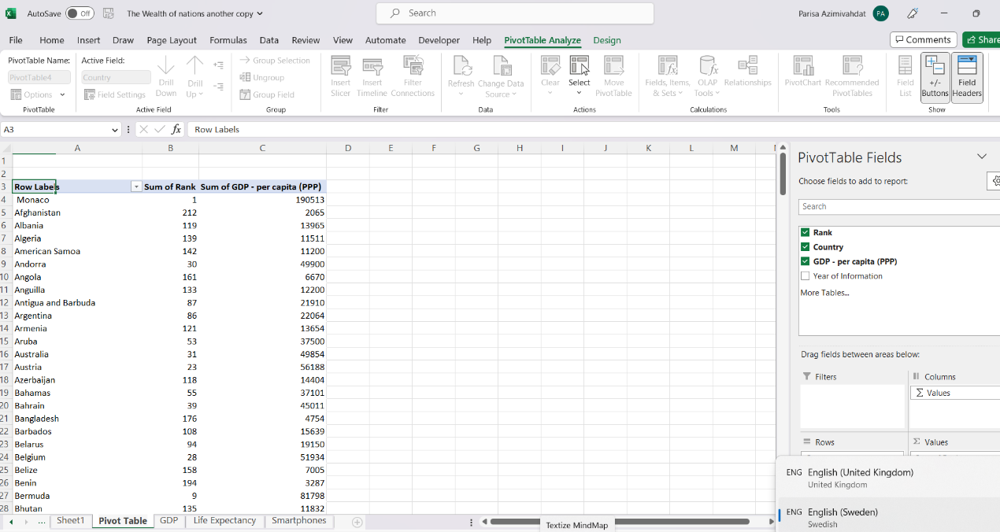 AutoSave Off The Wealth of nations another copy Search Parisa Azimivahdat PA
File Home Insert Draw Page Layout Formulas Data Review View Automate Developer Help PivotTable Analyze Design Comments Share
PivotTable Name: Active Field:
PivotTable4 Country
Options Field Settings
Drill Down Drill Up
Group Selection
Ungroup
Group Field
Insert Slicer Insert Timeline Filter Connections
Refresh Change Data Source
Clear Select Move PivotTable
Fields, Items, & Sets OLAP Tools Relationships
PivotChart Recommended PivotTables
Field List +/- Buttons Field Headers
PivotTable Active Field Group Filter Data Actions Calculations Tools Show
A3 fx Row Labels
A B C D E F G H I J K L M
1
2
3 Row Labels Sum of Rank Sum of GDP - per capita (PPP)
4 Monaco 1 190513
5 Afghanistan 212 2065
6 Albania 119 13965
7 Algeria 139 11511
8 American Samoa 142 11200
9 Andorra 30 49900
10 Angola 161 6670
11 Anguilla 133 12200
12 Antigua and Barbuda 87 21910
13 Argentina 86 22064
14 Armenia 121 13654
15 Aruba 53 37500
16 Australia 31 49854
17 Austria 23 56188
18 Azerbaijan 118 14404
19 Bahamas 55 37101
20 Bahrain 39 45011
21 Bangladesh 176 4754
22 Barbados 108 15639
23 Belarus 94 19150
24 Belgium 28 51934
25 Belize 158 7005
26 Benin 194 3287
27 Bermuda 9 81798
28 Bhutan 135 11832
... Sheet1 Pivot Table GDP Life Expectancy Smartphones
Textize MindMap
PivotTable Fields
Choose fields to add to report:
Search
Rank
Country
GDP - per capita (PPP)
Year of Information
More Tables...
Drag fields between areas below:
Filters Columns
Σ Values
Rows Σ Values
ENG English (United Kingdom)
United Kingdom
ENG English (Sweden)
Swedish